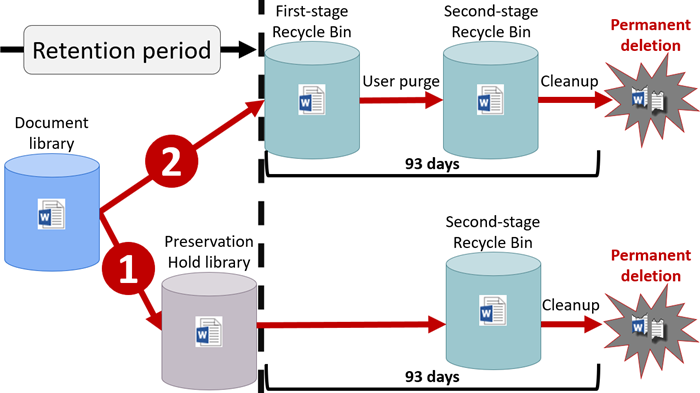 First-stage
Recycle Bin
Second-stage
Recycle Bin
Permanent
deletion
Retention period
User purge
Cleanup
Document
library
2
93 days
1
Preservation
Hold library
Second-stage
Recycle Bin
Permanent
deletion
Cleanup
93 days